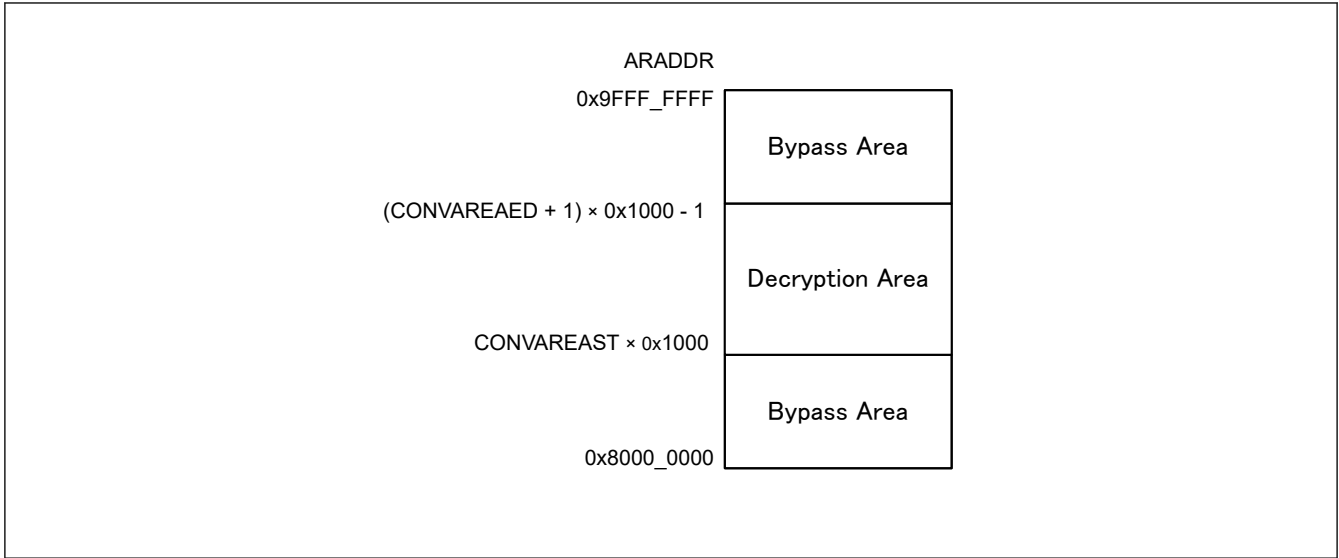 ARADDR
0x9FFF_FFFF
Bypass Area
(CONVAREAED + 1) × 0x1000 - 1
Decryption Area
CONVAREAST × 0x1000
Bypass Area
0x8000_0000